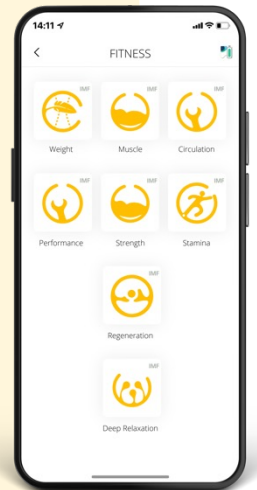 14:11
FITNESS
IMF IMF IMF
Weight Muscle Circulation
IMF IMF IMF
Performance Strength Stamina
IMF
Regeneration
IMF
Deep Relaxation